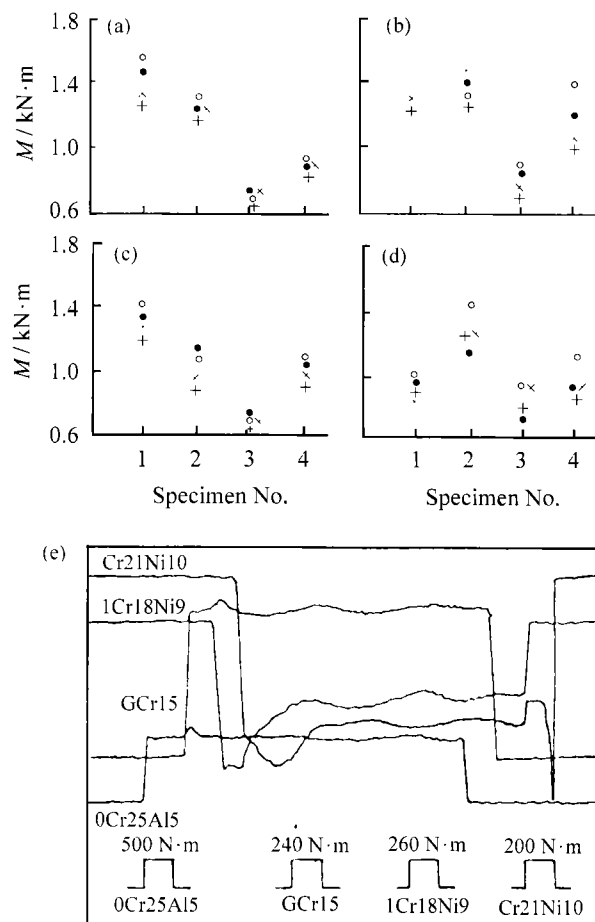 (a)
(b)
1.8
1.4
1.0
0.6
M / kN·m
(c)
(d)
1.8
1.4
1.0
0.6
M / kN·m
1 2 3 4
1 2 3 4
Specimen No.
Specimen No.
(e)
Cr21Ni10
1Cr18Ni9
GCr15
0Cr25Al5
500 N·m
240 N·m
260 N·m
200 N·m
0Cr25Al5
GCr15
1Cr18Ni9
Cr21Ni10